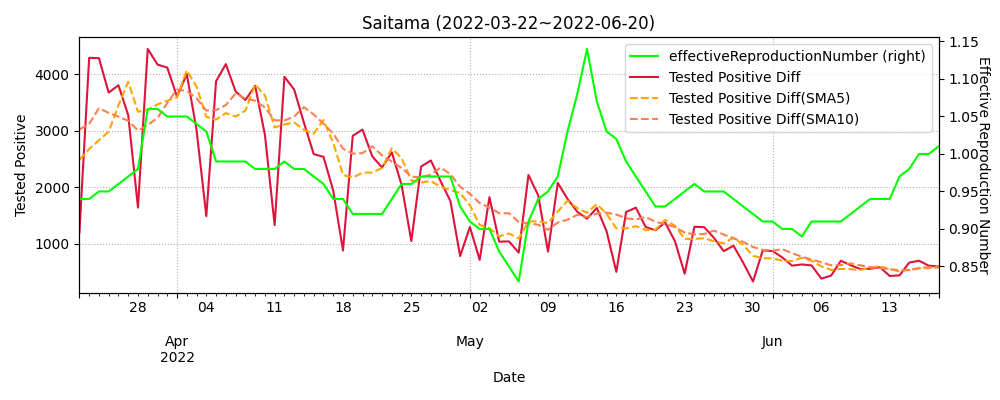 Saitama (2022-03-22~2022-06-20)
effectiveReproductionNumber (right)
Tested Positive Diff
Tested Positive Diff(SMA5)
Tested Positive Diff(SMA10)
Tested Positive
4000
3000
2000
1000
1.15
1.10
1.05
1.00
0.95
0.90
0.85
Effective Reproduction Number
28 04 11 18 25 02 09 16 23 30 06 13
Apr May Jun
2022
Date